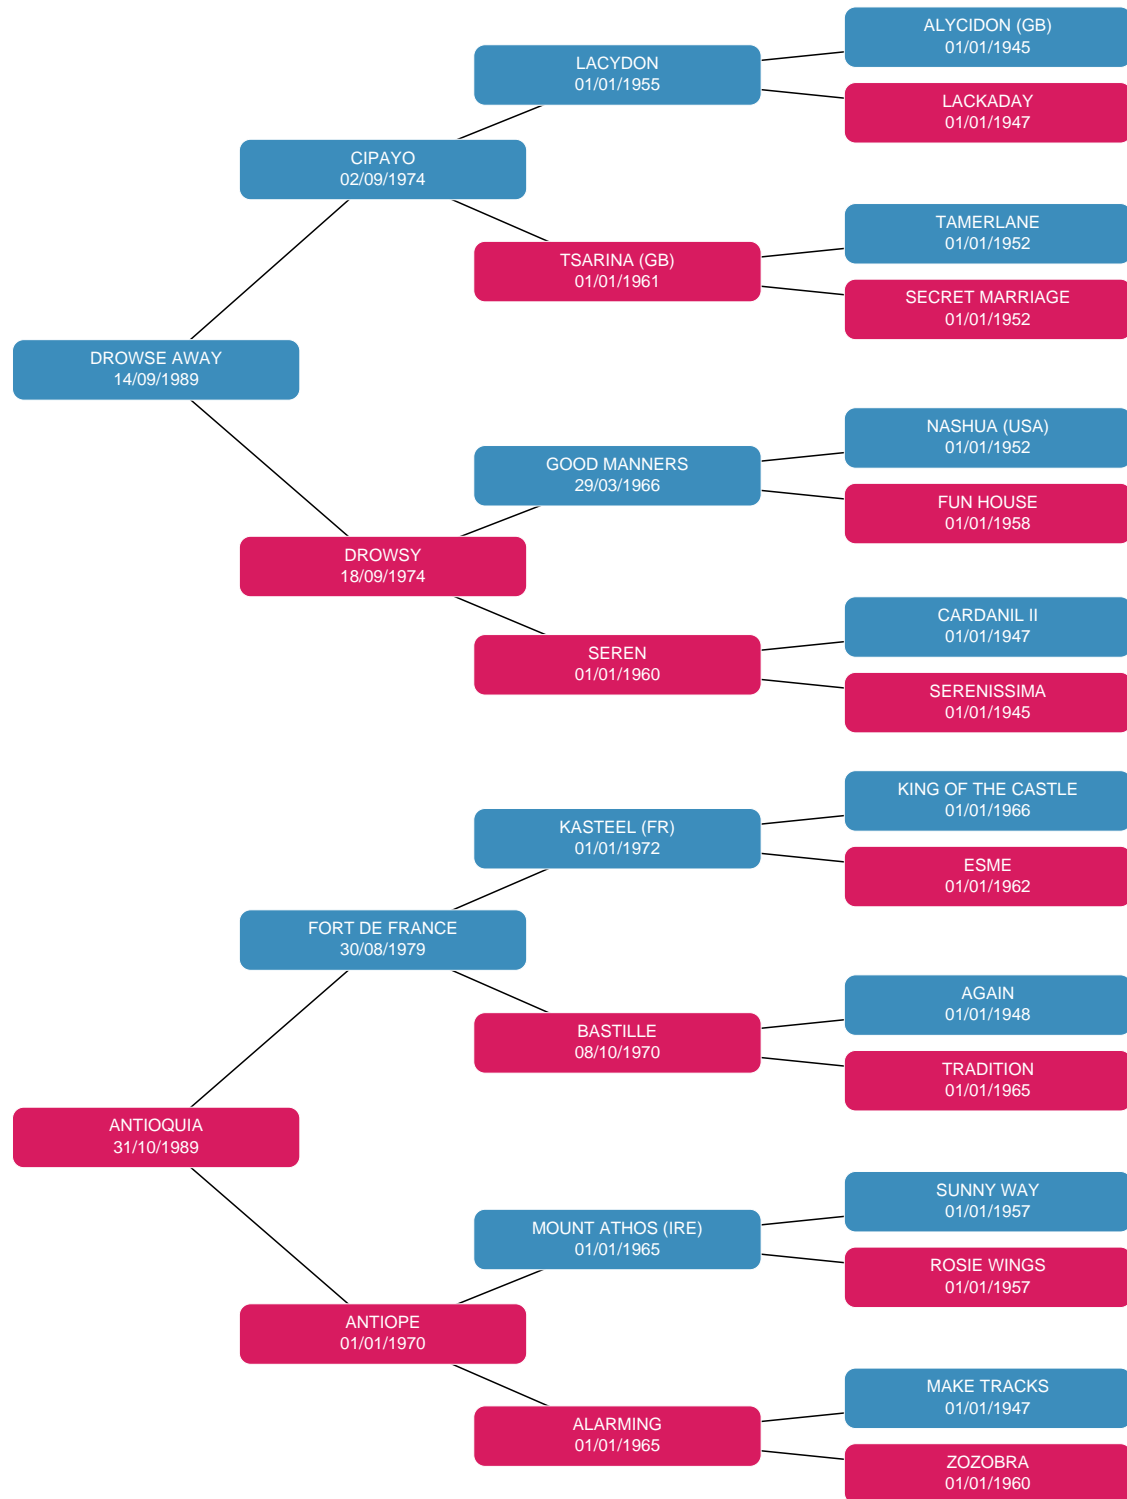 ALYCIDON (GB)
01/01/1945
LACYDON
01/01/1955
LACKADAY
01/01/1947
CIPAYO
02/09/1974
TAMERLANE
01/01/1952
TSARINA (GB)
01/01/1961
SECRET MARRIAGE
01/01/1952
DROWSE AWAY
14/09/1989
NASHUA (USA)
01/01/1952
GOOD MANNERS
29/03/1966
FUN HOUSE
01/01/1958
DROWSY
18/09/1974
CARDANIL II
01/01/1947
SEREN
01/01/1960
SERENISSIMA
01/01/1945
KING OF THE CASTLE
01/01/1966
KASTEEL (FR)
01/01/1972
ESME
01/01/1962
FORT DE FRANCE
30/08/1979
AGAIN
01/01/1948
BASTILLE
08/10/1970
TRADITION
01/01/1965
ANTIOQUIA
31/10/1989
SUNNY WAY
01/01/1957
MOUNT ATHOS (IRE)
01/01/1965
ROSIE WINGS
01/01/1957
ANTIOPE
01/01/1970
MAKE TRACKS
01/01/1947
ALARMING
01/01/1965
ZOZOBRA
01/01/1960